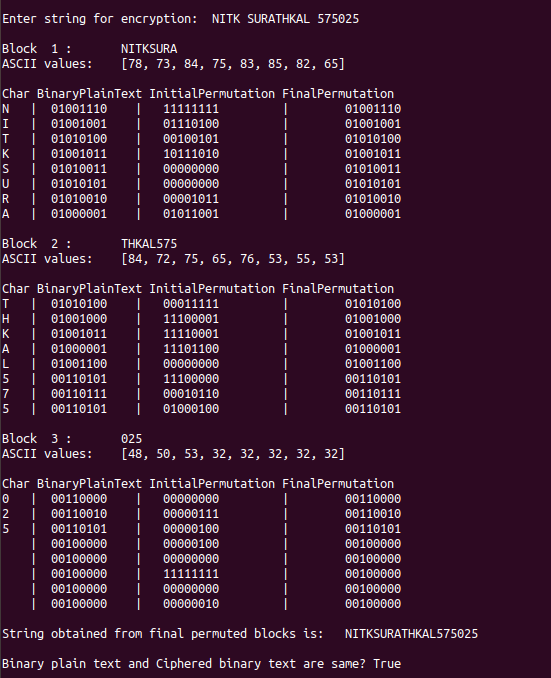 Enter string for encryption:  NITK SURATHKAL 575025
Block  1 :       NITKSURA
ASCII values:    [78, 73, 84, 75, 83, 85, 82, 65]
Char BinaryPlainText InitialPermutation FinalPermutation
N   |  01001110   |   11111111        |        01001110
I   |  01001001   |   01110100        |        01001001
T   |  01010100   |   00100101        |        01010100
K   |  01001011   |   10111010        |        01001011
S   |  01010011   |   00000000        |        01010011
U   |  01010101   |   00000000        |        01010101
R   |  01010010   |   00001011        |        01010010
A   |  01000001   |   01011001        |        01000001
Block  2 :       THKAL575
ASCII values:    [84, 72, 75, 65, 76, 53, 55, 53]
Char BinaryPlainText InitialPermutation FinalPermutation
T   |  01010100   |   00011111        |        01010100
H   |  01001000   |   11100001        |        01001000
K   |  01001011   |   11110001        |        01001011
A   |  01000001   |   11101100        |        01000001
L   |  01001100   |   00000000        |        01001100
5   |  00110101   |   11100000        |        00110101
7   |  00110111   |   00010110        |        00110111
5   |  00110101   |   01000100        |        00110101
Block  3 :       025
ASCII values:    [48, 50, 53, 32, 32, 32, 32, 32]
Char BinaryPlainText InitialPermutation FinalPermutation
0   |  00110000   |   00000000        |        00110000
2   |  00110010   |   00000111        |        00110010
5   |  00110101   |   00000100        |        00110101
    |  00100000   |   00000100        |        00100000
    |  00100000   |   00000000        |        00100000
    |  00100000   |   11111111        |        00100000
    |  00100000   |   00000000        |        00100000
    |  00100000   |   00000010        |        00100000
String obtained from final permuted blocks is:   NITKSURATHKAL575025
Binary plain text and Ciphered binary text are same? True